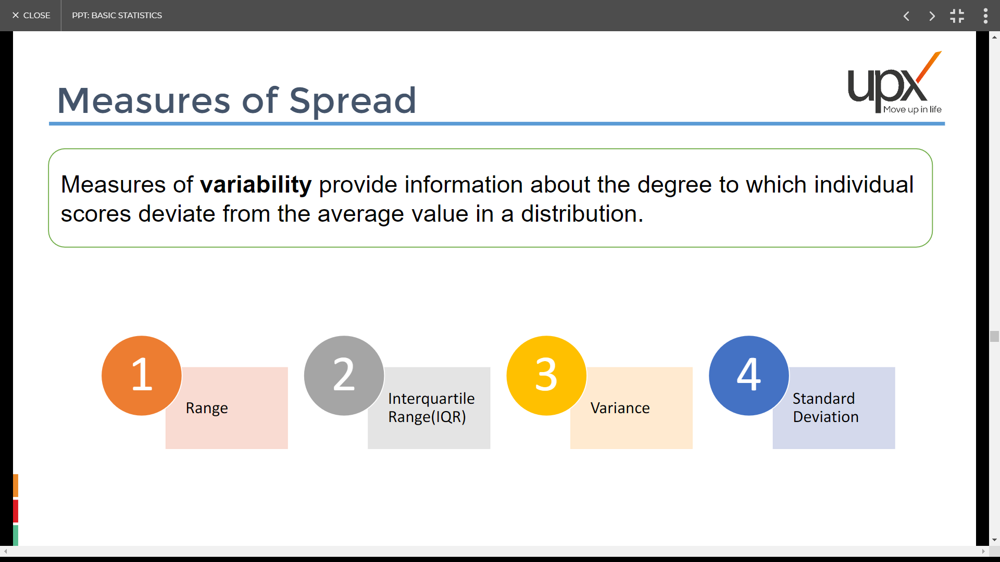 CLOSE
PPT: BASIC STATISTICS
upx
Move up in life
Measures of Spread
Measures of variability provide information about the degree to which individual
scores deviate from the average value in a distribution.
1
Range
2
Interquartile
Range(IQR)
3
Variance
4
Standard
Deviation